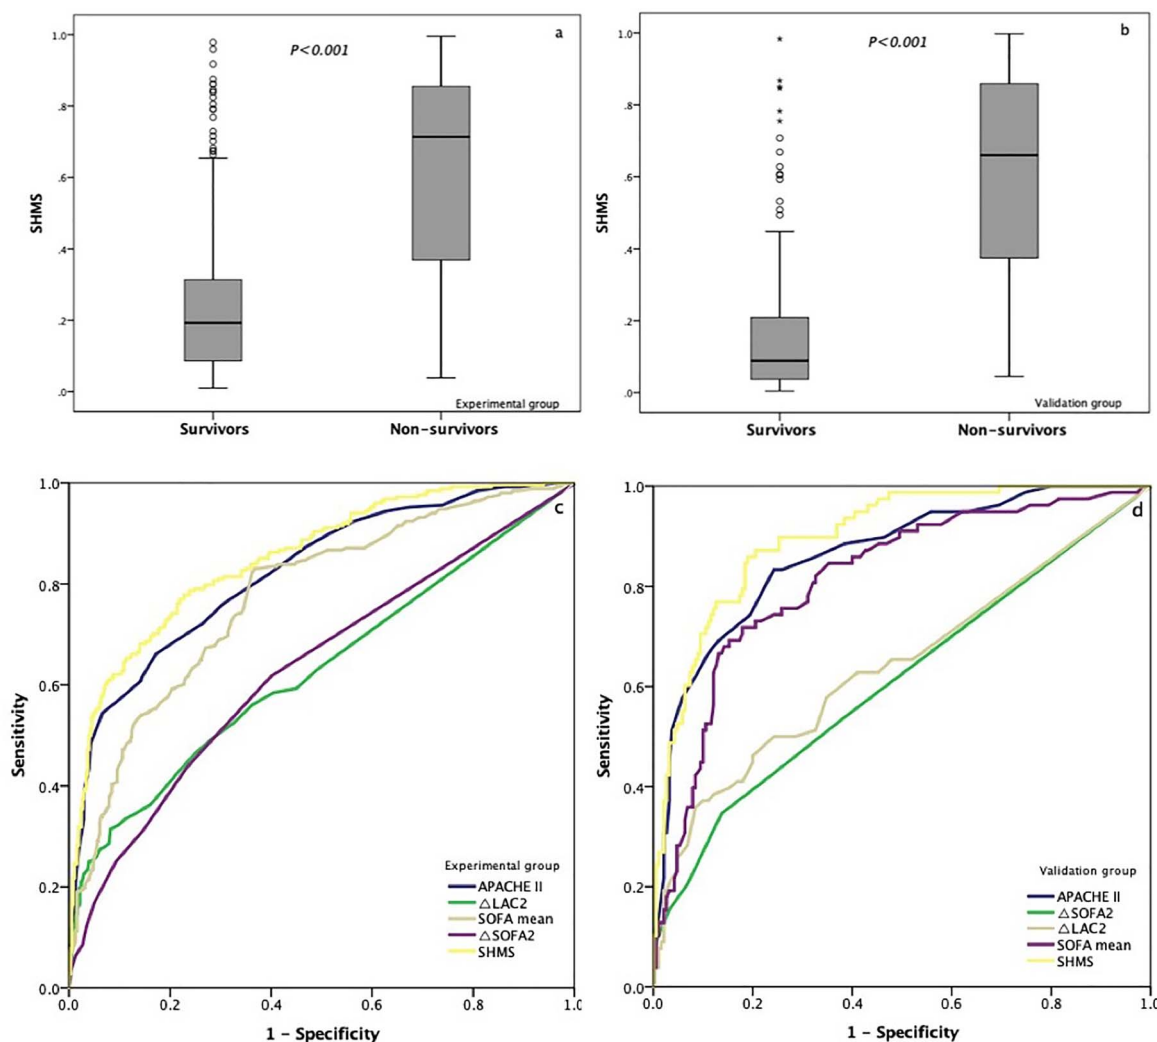 a
P<0.001
1.0
.8
.6
.4
.2
.0
SHMS
Experimental group
Survivors
Non-survivors
b
P<0.001
1.0
.8
.6
.4
.2
.0
SHMS
Validation group
Survivors
Non-survivors
c
1.0
0.8
0.6
0.4
0.2
0.0
Sensitivity
Experimental group
APACHE II
△LAC2
SOFA mean
△SOFA2
SHMS
0.0
0.2
0.4
0.6
0.8
1.0
1 - Specificity
d
1.0
0.8
0.6
0.4
0.2
0.0
Sensitivity
Validation group
APACHE II
△SOFA2
△LAC2
SOFA mean
SHMS
0.0
0.2
0.4
0.6
0.8
1.0
1 - Specificity